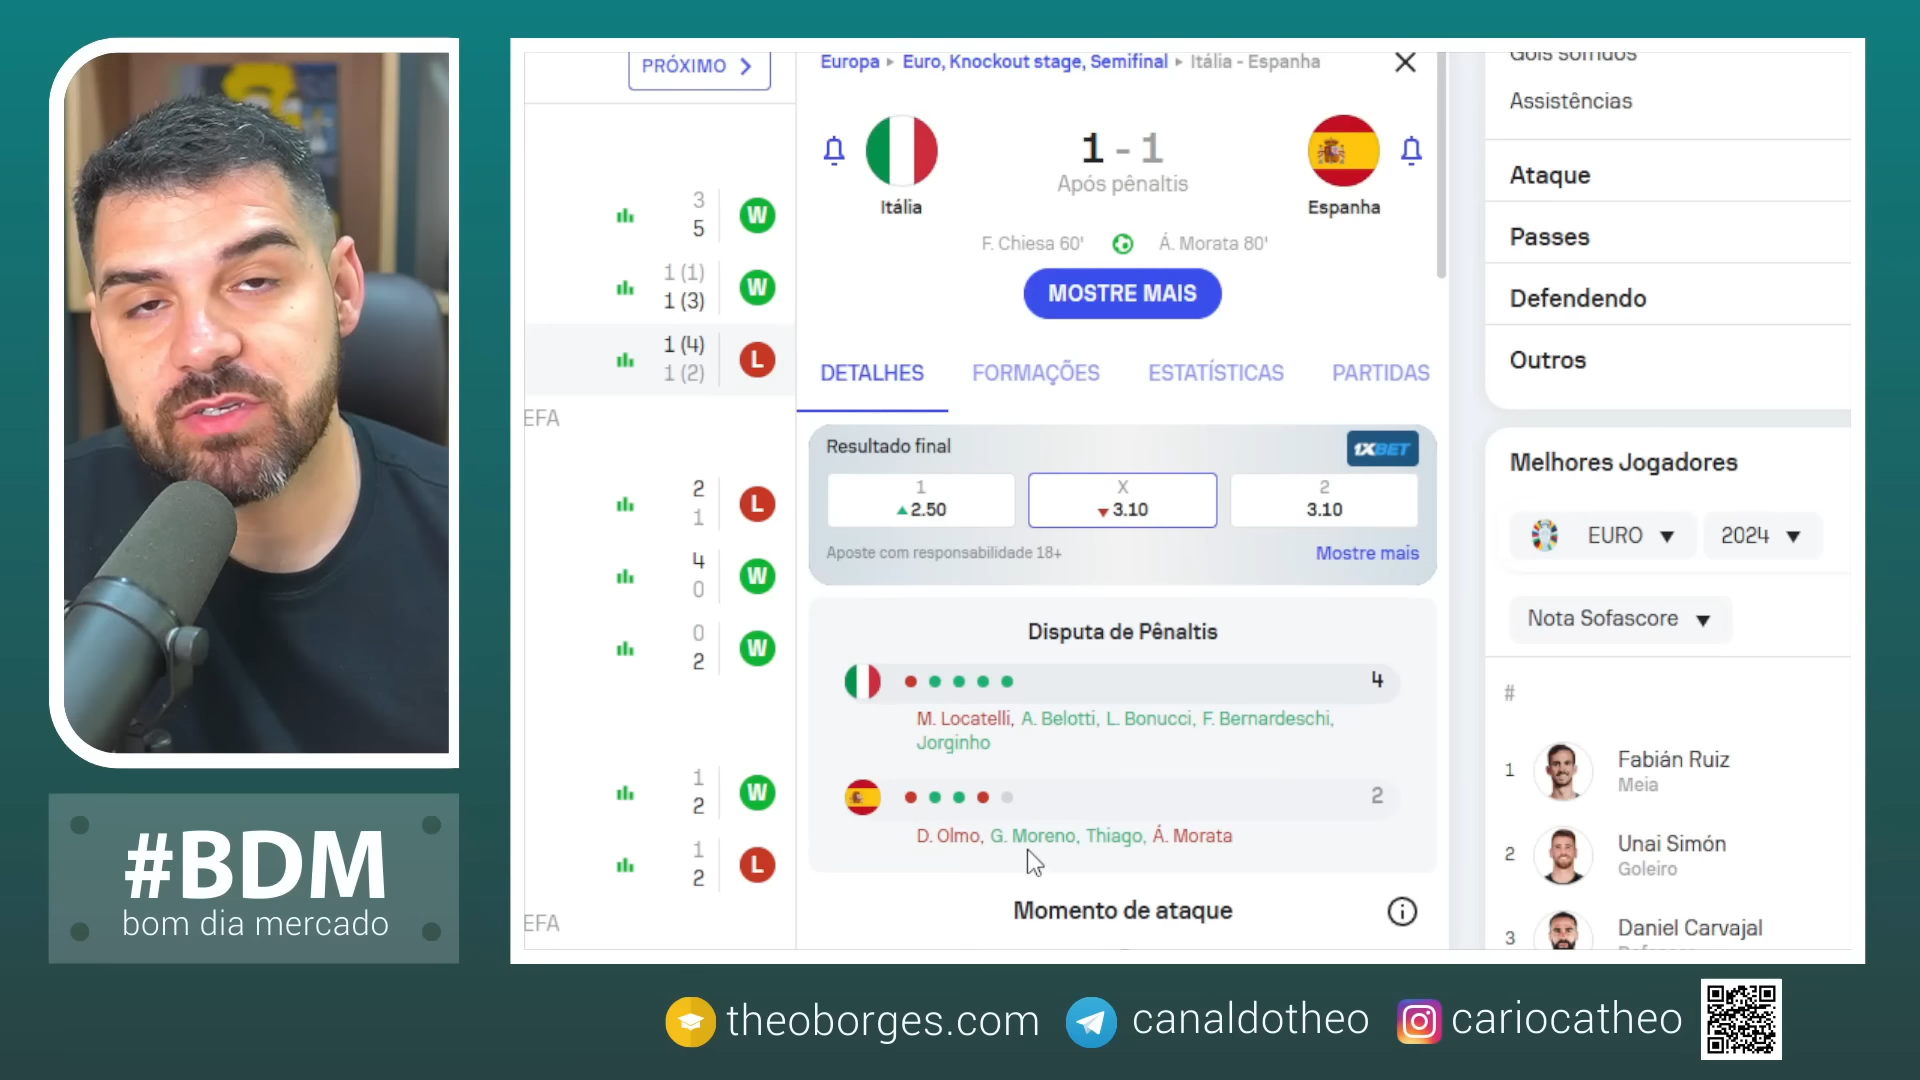 PRÓXIMO
3
5
W
1 (1)
1 (3)
W
1 (4)
1 (2)
L
EFA
2
1
L
4
0
W
0
2
W
1
2
W
1
2
L
EFA
Europa ▸ Euro, Knockout stage, Semifinal ▸ Itália - Espanha
1 - 1
Após pênaltis
Itália
Espanha
F. Chiesa 60'
Á. Morata 80'
MOSTRE MAIS
DETALHES
FORMAÇÕES
ESTATÍSTICAS
PARTIDAS
Resultado final
1XBET
1
2.50
X
3.10
2
3.10
Aposte com responsabilidade 18+
Mostre mais
Disputa de Pênaltis
4
M. Locatelli, A. Belotti, L. Bonucci, F. Bernardeschi,
Jorginho
2
D. Olmo, G. Moreno, Thiago, Á. Morata
Momento de ataque
Gols sofridos
Assistências
Ataque
Passes
Defendendo
Outros
Melhores Jogadores
EURO
2024
Nota Sofascore
#
1
Fabián Ruiz
Meia
2
Unai Simón
Goleiro
3
Daniel Carvajal
#BDM
bom dia mercado
theoborges.com
canaldotheo
cariocatheo